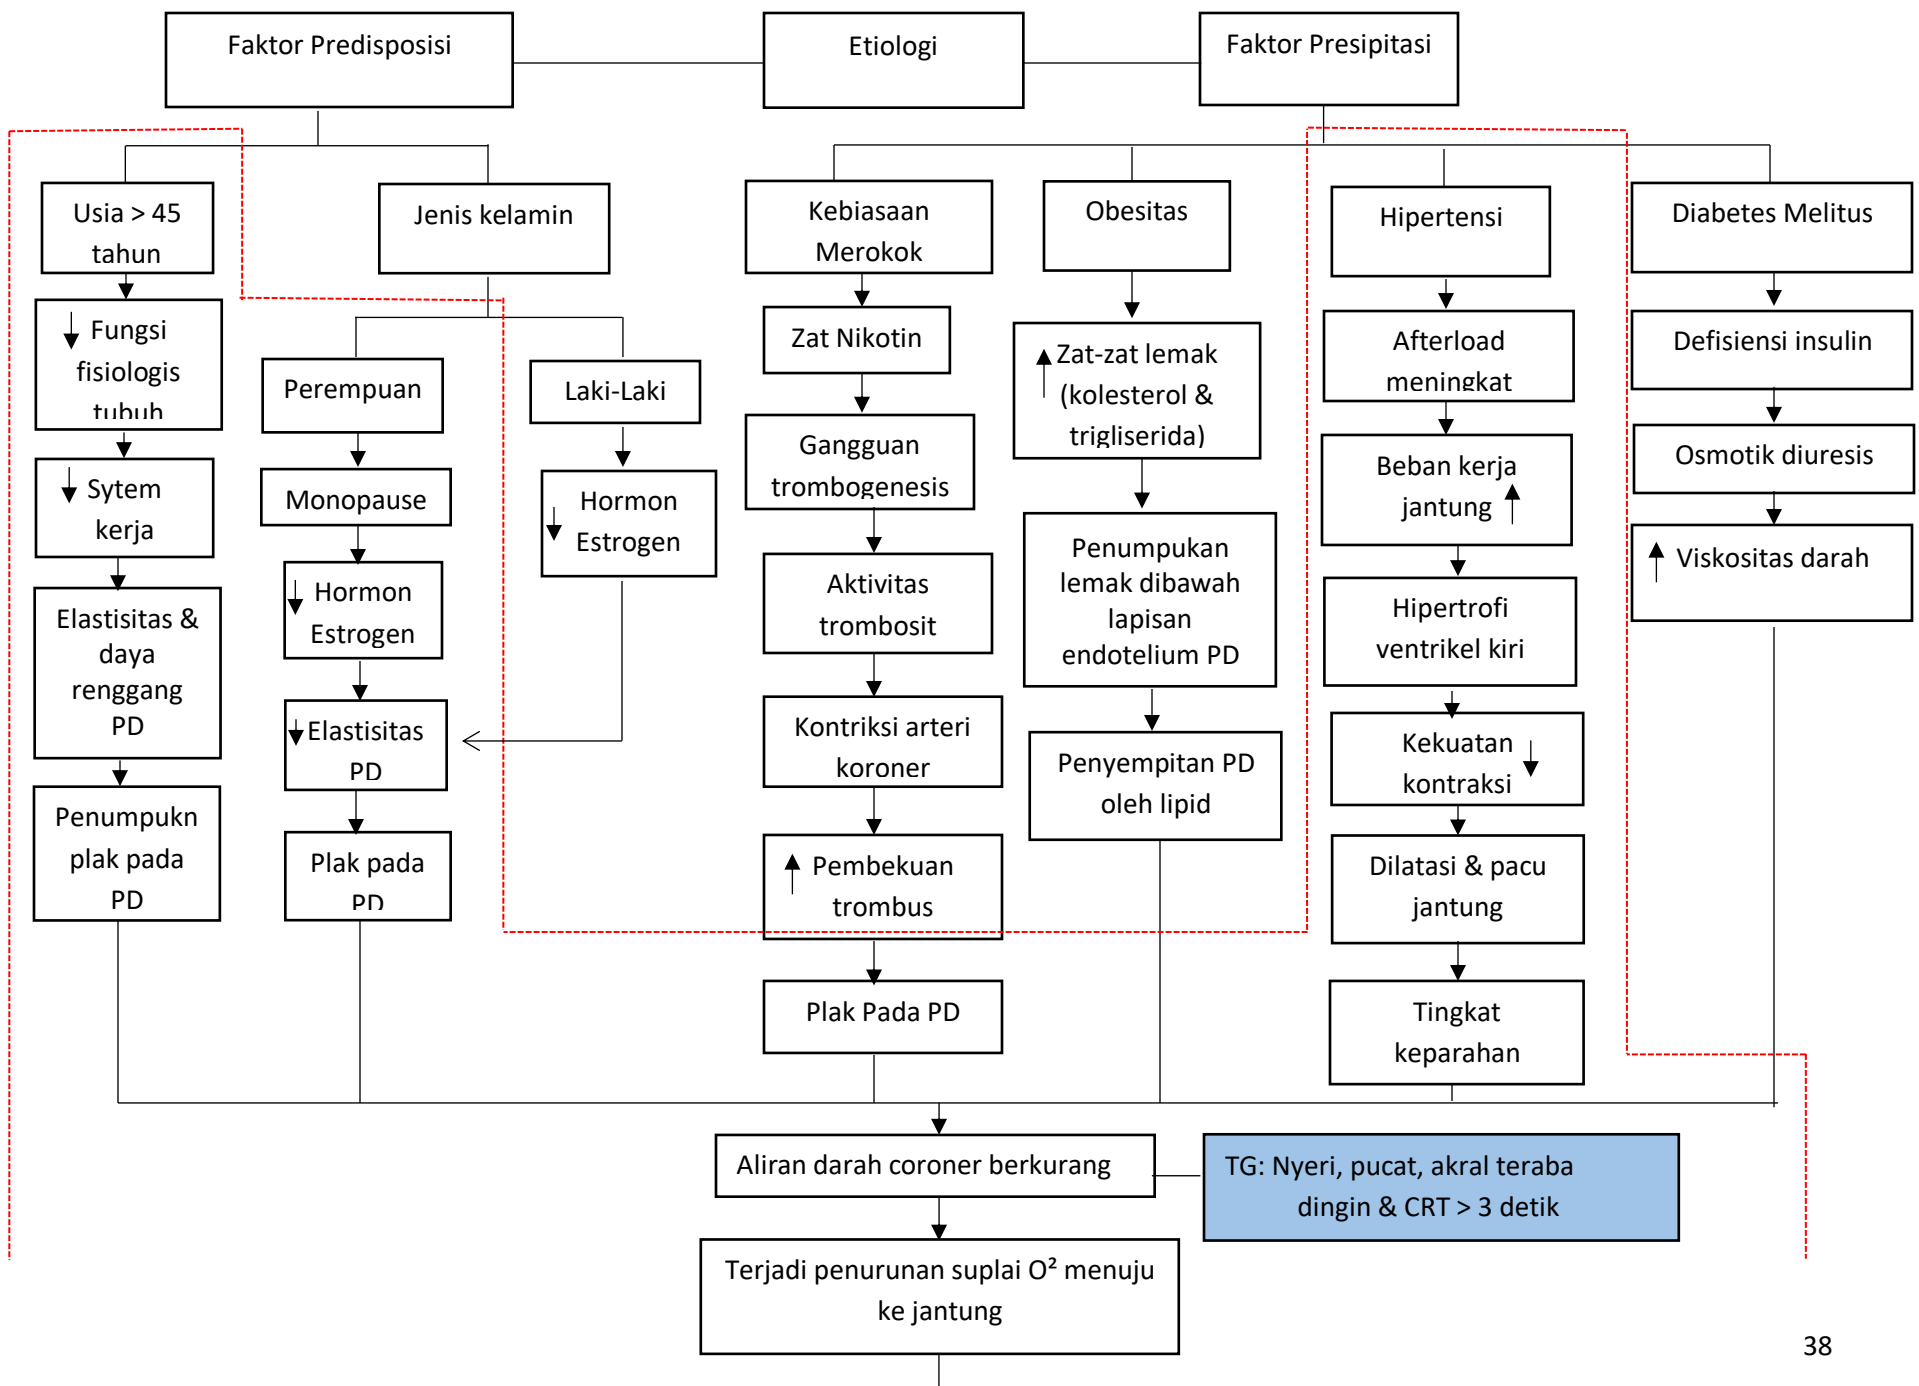 Faktor Predisposisi
Etiologi
Faktor Presipitasi
Usia > 45
tahun
Jenis kelamin
Kebiasaan
Merokok
Obesitas
Hipertensi
Diabetes Melitus
↓ Fungsi
fisiologis
tubuh
Perempuan
Laki-Laki
Zat Nikotin
↑ Zat-zat lemak
(kolesterol &
trigliserida)
Afterload
meningkat
Defisiensi insulin
↓ Sytem
kerja
Monopause
↓ Hormon
Estrogen
Gangguan
trombogenesis
Beban kerja
jantung ↑
Osmotik diuresis
Elastisitas &
daya
renggang
PD
↓ Hormon
Estrogen
Aktivitas
trombosit
Penumpukan
lemak dibawah
lapisan
endotelium PD
Hipertrofi
ventrikel kiri
↑ Viskositas darah
↓ Elastisitas
PD
Kontriksi arteri
koroner
Penyempitan PD
oleh lipid
Kekuatan ↓
kontraksi
Penumpukn
plak pada
PD
Plak pada
PD
↑ Pembekuan
trombus
Dilatasi & pacu
jantung
Plak Pada PD
Tingkat
keparahan
Aliran darah coroner berkurang
TG: Nyeri, pucat, akral teraba
dingin & CRT > 3 detik
Terjadi penurunan suplai O² menuju
ke jantung
38